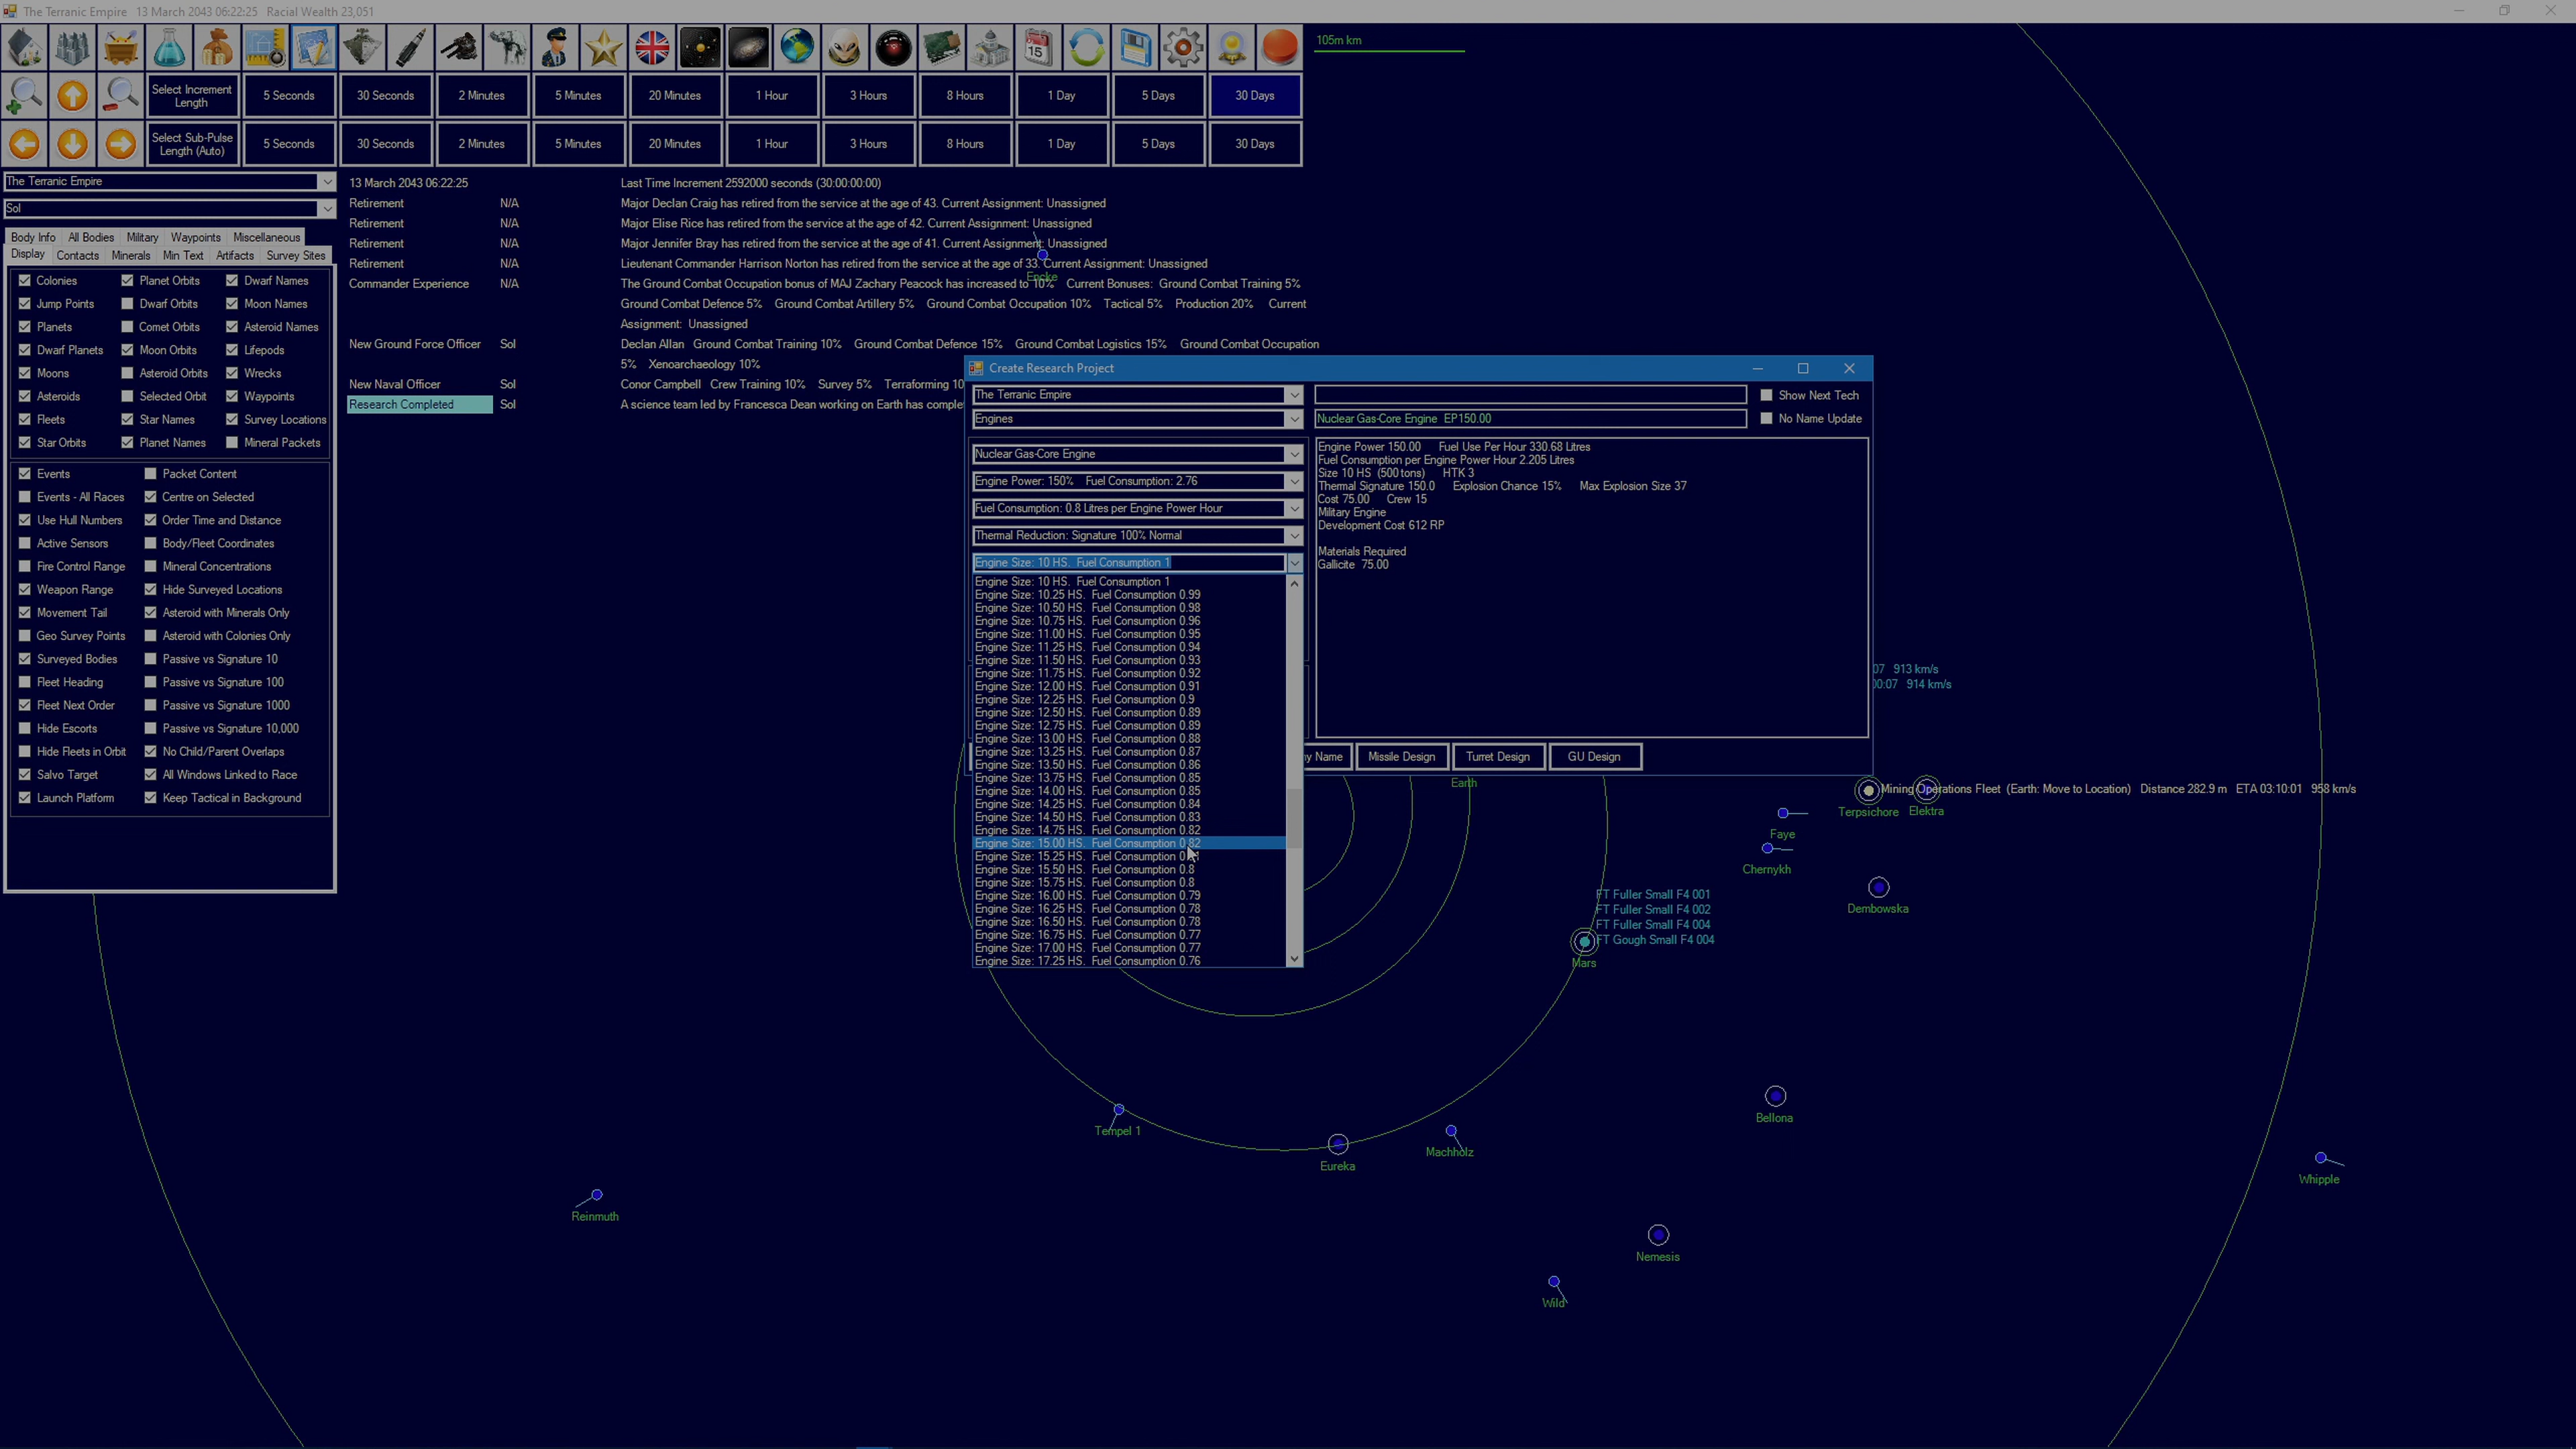 The Terranic Empire   13 March 2043 06:22:25   Racial Wealth 23,051
105m km
Select Increment Length
5 Seconds
30 Seconds
2 Minutes
5 Minutes
20 Minutes
1 Hour
3 Hours
8 Hours
1 Day
5 Days
30 Days
Select Sub-Pulse Length (Auto)
5 Seconds
30 Seconds
2 Minutes
5 Minutes
20 Minutes
1 Hour
3 Hours
8 Hours
1 Day
5 Days
30 Days
The Terranic Empire
Sol
Body Info   All Bodies   Military   Waypoints   Miscellaneous
Display   Contacts   Minerals   Min Text   Artifacts   Survey Sites
Colonies   Planet Orbits   Dwarf Names
Jump Points   Dwarf Orbits   Moon Names
Planets   Comet Orbits   Asteroid Names
Dwarf Planets   Moon Orbits   Lifepods
Moons   Asteroid Orbits   Wrecks
Asteroids   Selected Orbit   Waypoints
Fleets   Star Names   Survey Locations
Star Orbits   Planet Names   Mineral Packets
Events   Packet Content
Events - All Races   Centre on Selected
Use Hull Numbers   Order Time and Distance
Active Sensors   Body/Fleet Coordinates
Fire Control Range   Mineral Concentrations
Weapon Range   Hide Surveyed Locations
Movement Tail   Asteroid with Minerals Only
Geo Survey Points   Asteroid with Colonies Only
Surveyed Bodies   Passive vs Signature 10
Fleet Heading   Passive vs Signature 100
Fleet Next Order   Passive vs Signature 1000
Hide Escorts   Passive vs Signature 10,000
Hide Fleets in Orbit   No Child/Parent Overlaps
Salvo Target   All Windows Linked to Race
Launch Platform   Keep Tactical in Background
13 March 2043 06:22:25   Last Time Increment 2592000 seconds (30:00:00:00)
Retirement   N/A   Major Declan Craig has retired from the service at the age of 43. Current Assignment: Unassigned
Retirement   N/A   Major Elise Rice has retired from the service at the age of 42. Current Assignment: Unassigned
Retirement   N/A   Major Jennifer Bray has retired from the service at the age of 41. Current Assignment: Unassigned
Retirement   N/A   Lieutenant Commander Harrison Norton has retired from the service at the age of 33. Current Assignment: Unassigned
Commander Experience   N/A   The Ground Combat Occupation bonus of MAJ Zachary Peacock has increased to 10%   Current Bonuses:  Ground Combat Training 5%
Ground Combat Defence 5%   Ground Combat Artillery 5%   Ground Combat Occupation 10%   Tactical 5%   Production 20%   Current
Assignment:  Unassigned
New Ground Force Officer   Sol   Declan Allan   Ground Combat Training 10%   Ground Combat Defence 15%   Ground Combat Logistics 15%   Ground Combat Occupation
5%   Xenoarchaeology 10%
New Naval Officer   Sol   Conor Campbell   Crew Training 10%   Survey 5%   Terraforming 10
Research Completed   Sol   A science team led by Francesca Dean working on Earth has comple
Encke
Create Research Project
The Terranic Empire
Show Next Tech
Engines
Nuclear Gas-Core Engine  EP150.00
No Name Update
Nuclear Gas-Core Engine
Engine Power: 150%   Fuel Consumption: 2.76
Fuel Consumption: 0.8 Litres per Engine Power Hour
Thermal Reduction: Signature 100% Normal
Engine Size: 10 HS.  Fuel Consumption 1
Engine Size: 10 HS.  Fuel Consumption 1
Engine Size: 10.25 HS.  Fuel Consumption 0.99
Engine Size: 10.50 HS.  Fuel Consumption 0.98
Engine Size: 10.75 HS.  Fuel Consumption 0.96
Engine Size: 11.00 HS.  Fuel Consumption 0.95
Engine Size: 11.25 HS.  Fuel Consumption 0.94
Engine Size: 11.50 HS.  Fuel Consumption 0.93
Engine Size: 11.75 HS.  Fuel Consumption 0.92
Engine Size: 12.00 HS.  Fuel Consumption 0.91
Engine Size: 12.25 HS.  Fuel Consumption 0.9
Engine Size: 12.50 HS.  Fuel Consumption 0.89
Engine Size: 12.75 HS.  Fuel Consumption 0.89
Engine Size: 13.00 HS.  Fuel Consumption 0.88
Engine Size: 13.25 HS.  Fuel Consumption 0.87
Engine Size: 13.50 HS.  Fuel Consumption 0.86
Engine Size: 13.75 HS.  Fuel Consumption 0.85
Engine Size: 14.00 HS.  Fuel Consumption 0.85
Engine Size: 14.25 HS.  Fuel Consumption 0.84
Engine Size: 14.50 HS.  Fuel Consumption 0.83
Engine Size: 14.75 HS.  Fuel Consumption 0.82
Engine Size: 15.00 HS.  Fuel Consumption 0.82
Engine Size: 15.25 HS.  Fuel Consumption
Engine Size: 15.50 HS.  Fuel Consumption 0.8
Engine Size: 15.75 HS.  Fuel Consumption 0.8
Engine Size: 16.00 HS.  Fuel Consumption 0.79
Engine Size: 16.25 HS.  Fuel Consumption 0.78
Engine Size: 16.50 HS.  Fuel Consumption 0.78
Engine Size: 16.75 HS.  Fuel Consumption 0.77
Engine Size: 17.00 HS.  Fuel Consumption 0.77
Engine Size: 17.25 HS.  Fuel Consumption 0.76
Engine Power 150.00   Fuel Use Per Hour 330.68 Litres
Fuel Consumption per Engine Power Hour 2.205 Litres
Size 10 HS  (500 tons)   HTK 3
Thermal Signature 150.0   Explosion Chance 15%   Max Explosion Size 37
Cost 75.00   Crew 15
Military Engine
Development Cost 612 RP
Materials Required
Gallicite  75.00
ny Name
Missile Design
Turret Design
GU Design
07   913 km/s
00:07   914 km/s
Earth
Mining Operations Fleet  (Earth: Move to Location)   Distance 282.9 m   ETA 03:10:01   958 km/s
Terpsichore
Elektra
Faye
Chernykh
Dembowska
FT Fuller Small F4 001
FT Fuller Small F4 002
FT Fuller Small F4 004
FT Gough Small F4 004
Mars
Bellona
Tempel 1
Machholz
Eureka
Whipple
Reinmuth
Nemesis
Wild